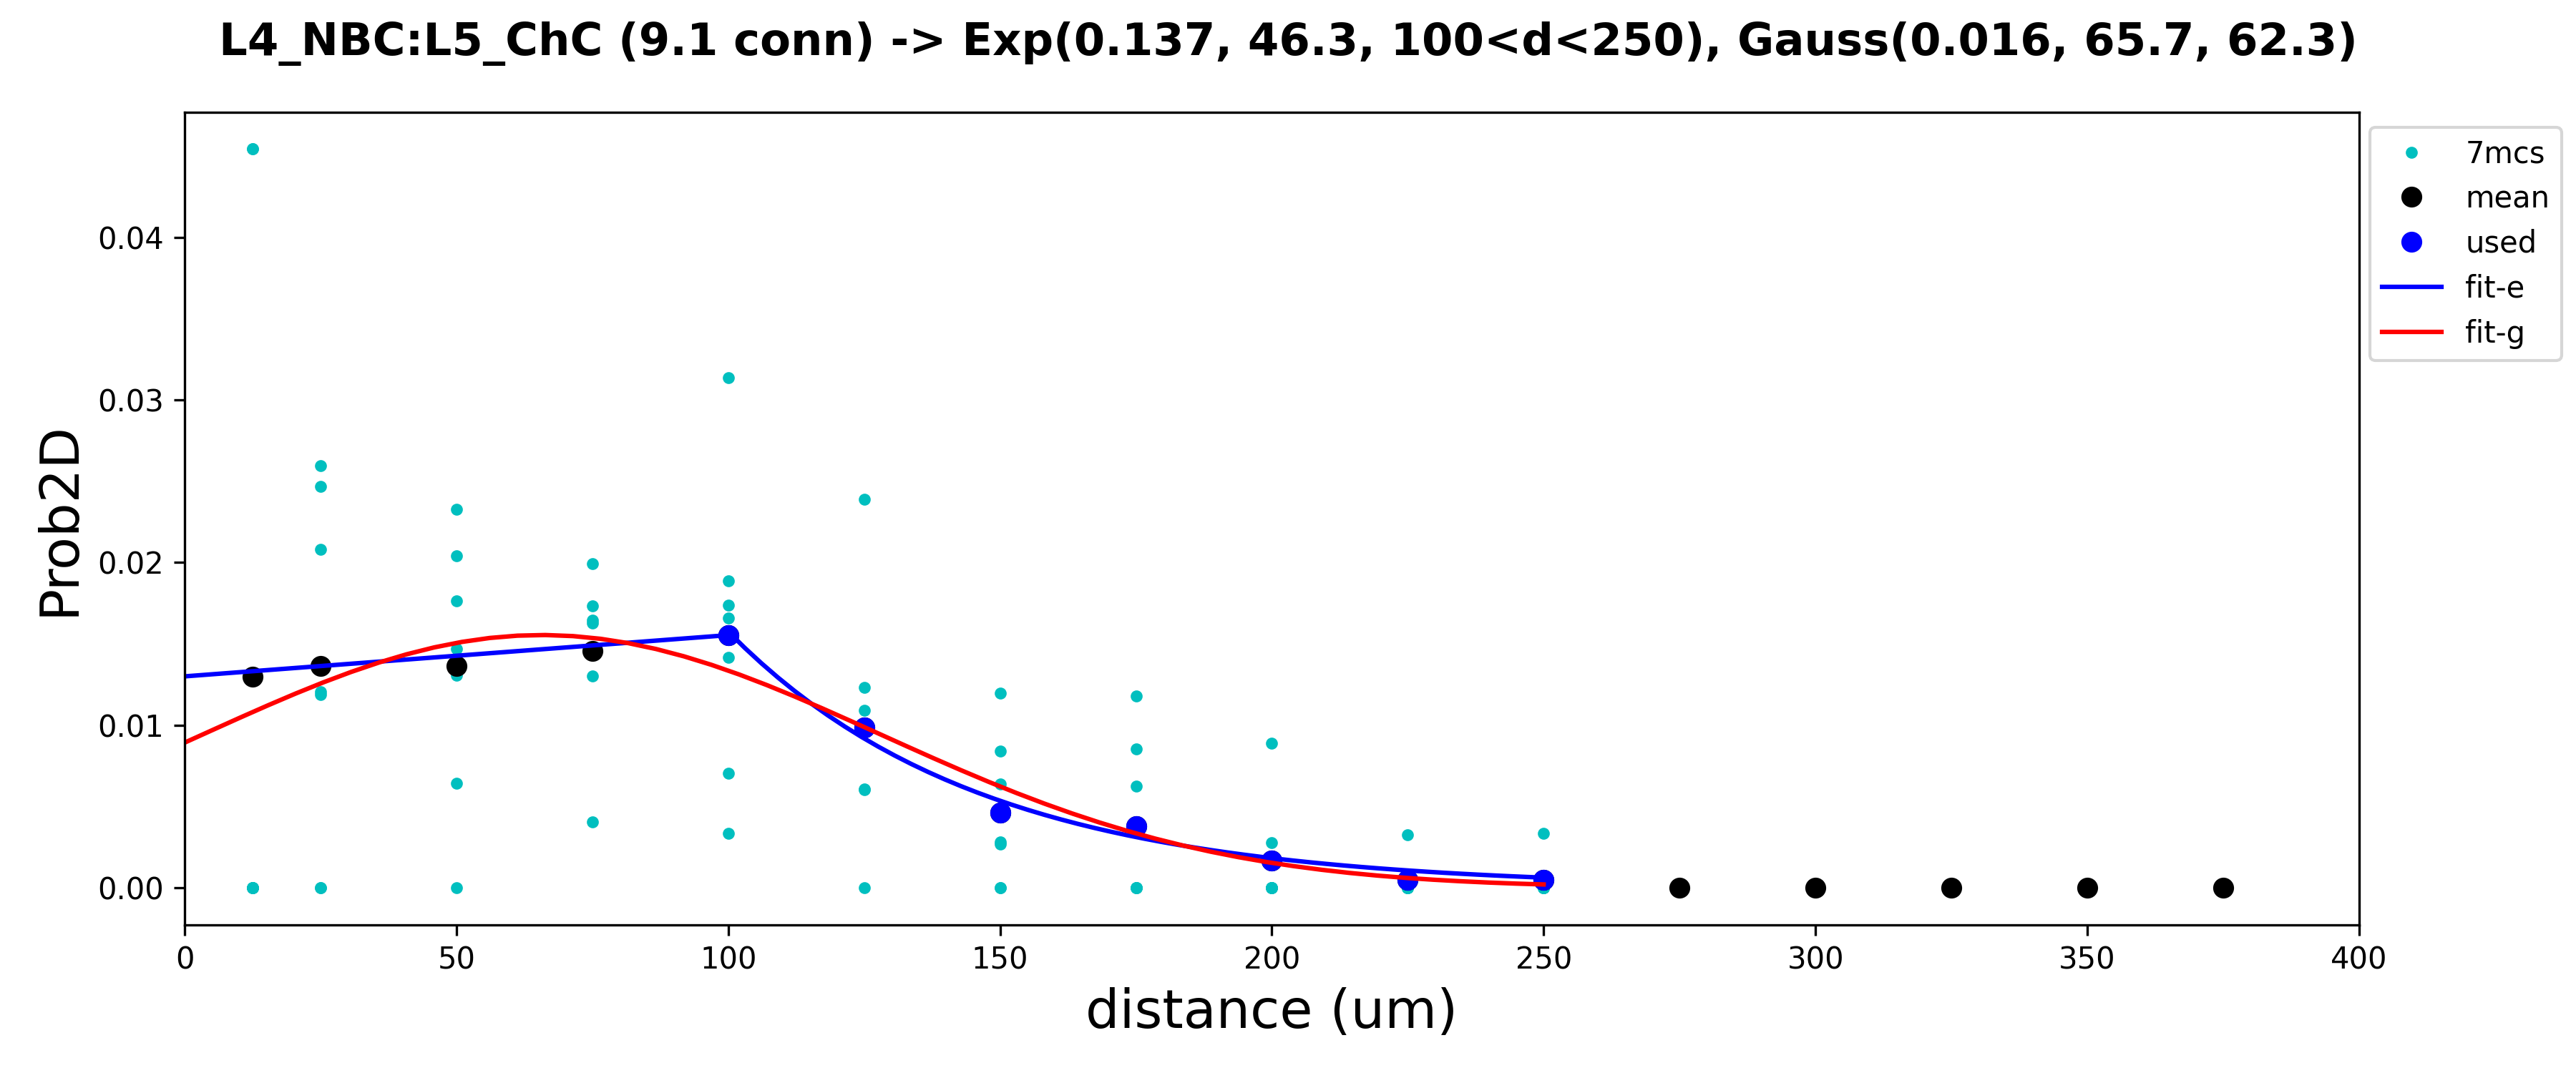 L4_NBC:L5_ChC (9.1 conn) -> Exp(0.137, 46.3, 100<d<250), Gauss(0.016, 65.7, 62.3)
7mcs
mean
used
fit-e
fit-g
Prob2D
0.04
0.03
0.02
0.01
0.00
0 50 100 150 200 250 300 350 400
distance (um)